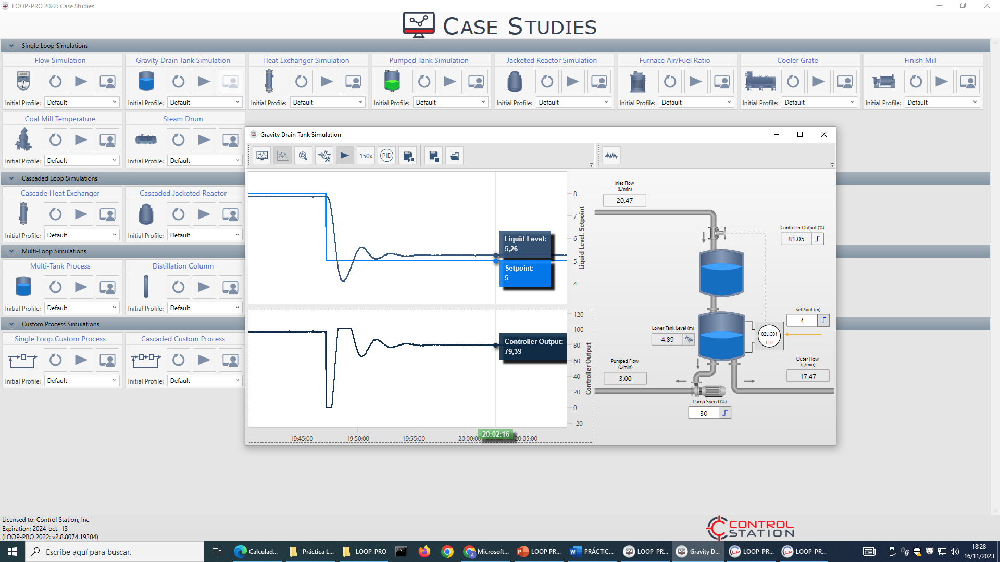 LOOP-PRO 2022: Case Studies
CASE STUDIES
Single Loop Simulations
Flow Simulation
Gravity Drain Tank Simulation
Heat Exchanger Simulation
Pumped Tank Simulation
Jacketed Reactor Simulation
Furnace Air/Fuel Ratio
Cooler Grate
Finish Mill
L/Min
Initial Profile: Default
Initial Profile: Default
Initial Profile: Default
Initial Profile: Default
Initial Profile: Default
Initial Profile: Default
Initial Profile: Default
Initial Profile: Default
Coal Mill Temperature
Steam Drum
Initial Profile: Default
Initial Profile: Default
Cascaded Loop Simulations
Cascade Heat Exchanger
Cascaded Jacketed Reactor
Initial Profile: Default
Initial Profile: Default
Multi-Loop Simulations
Multi-Tank Process
Distillation Column
Initial Profile: Default
Initial Profile: Default
Custom Process Simulations
Single Loop Custom Process
Cascaded Custom Process
Initial Profile: Default
Initial Profile: Default
Gravity Drain Tank Simulation
150x
PID
8
7
6
5
4
Liquid Level, Setpoint
Liquid Level:
5,26
Setpoint:
5
120
100
80
60
40
20
0
-20
Controller Output
Controller Output:
79,39
19:45:00
19:50:00
19:55:00
20:00:00
20:02:16
20:05:00
Inlet Flow
(L/min)
20.47
Controller Output (%)
81.05
SetPoint (m)
4
Lower Tank Level (m)
4.89
02LIC01
PID
Pumped Flow
(L/min)
3.00
Outer Flow
(L/min)
17.47
Pump Speed (%)
30
Licensed to: Control Station, Inc
Expiration: 2024-oct.-13
(LOOP-PRO 2022: v2.8.8074.19304)
CONTROL
STATION
Escribe aquí para buscar.
Calculad...
Práctica L...
LOOP-PRO
Microsoft...
LOOP PR...
PRÁCTIC...
LOOP-PR...
Gravity D...
LOOP-PR...
LOOP-PR...
18:28
16/11/2023